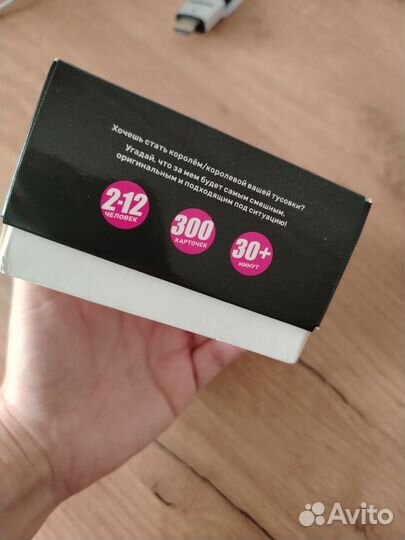 Хочешь стать королём/королевой вашей тусовки?
Угадай, что за мем будет самым смешным,
оригинальным и подходящим под ситуацию!
2-12
ЧЕЛОВЕК
300
КАРТОЧЕК
30+
МИНУТ
Avito